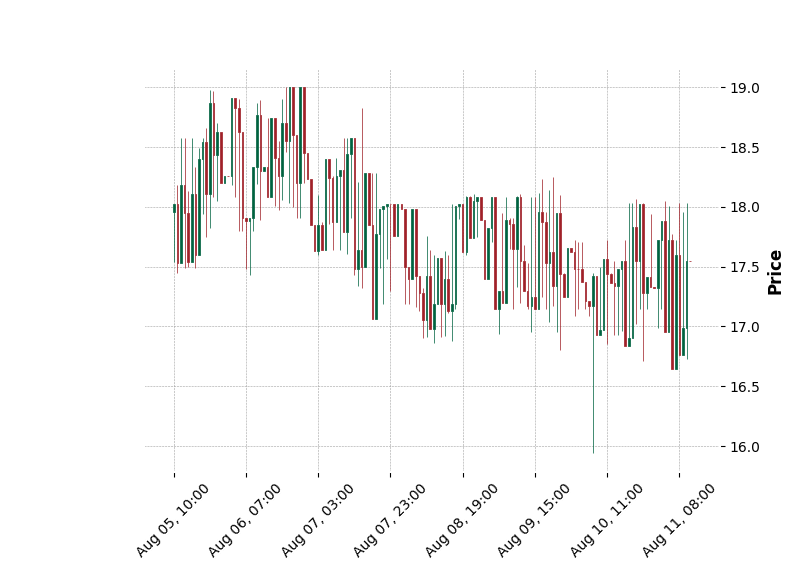 19.0
18.5
18.0
17.5
17.0
16.5
16.0
Price
Aug 05, 10:00
Aug 06, 07:00
Aug 07, 03:00
Aug 07, 23:00
Aug 08, 19:00
Aug 09, 15:00
Aug 10, 11:00
Aug 11, 08:00